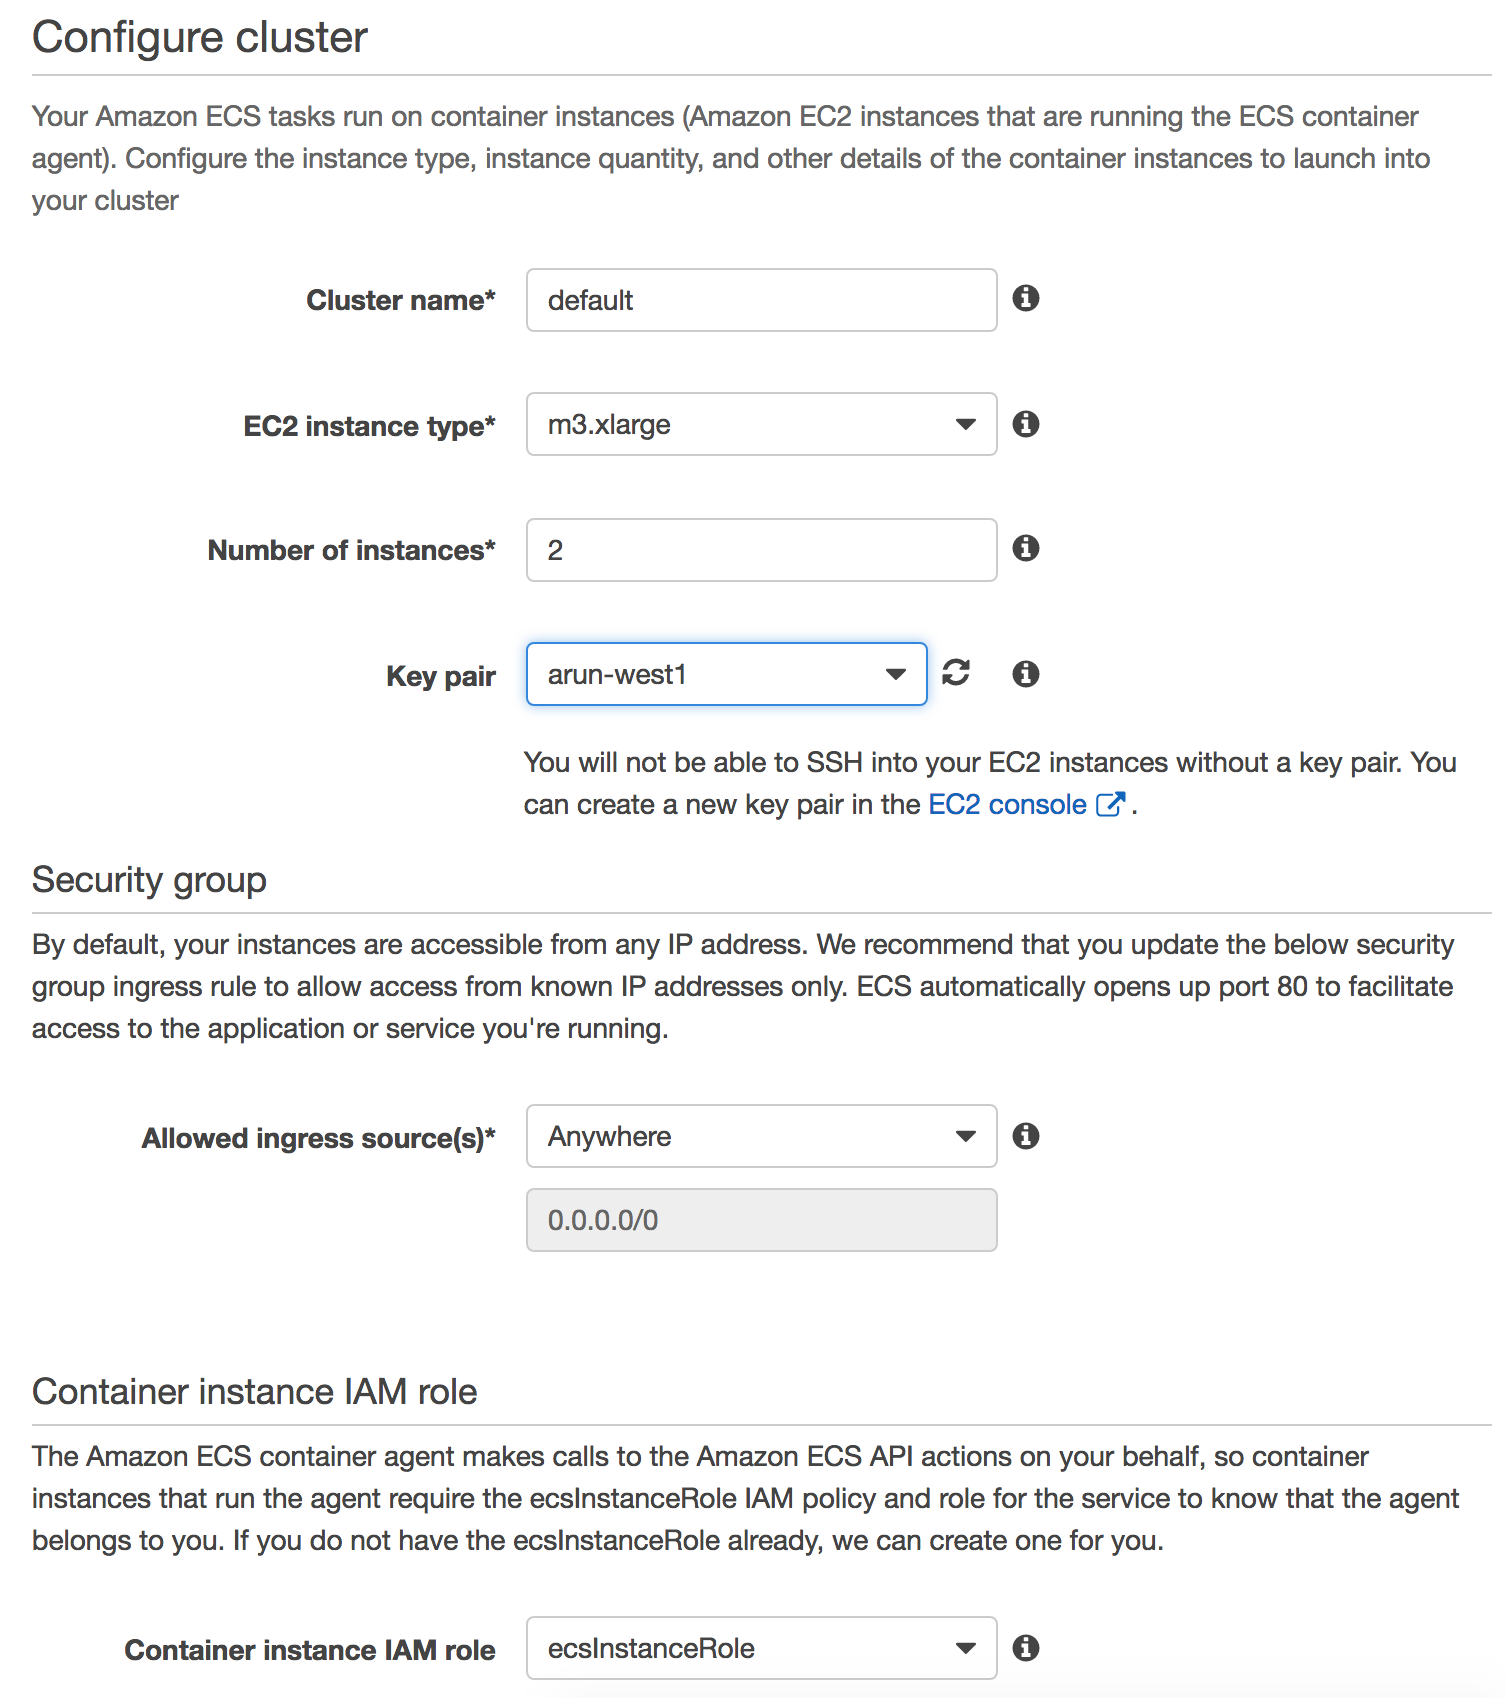 Configure cluster
Your Amazon ECS tasks run on container instances (Amazon EC2 instances that are running the ECS container
agent). Configure the instance type, instance quantity, and other details of the container instances to launch into
your cluster
Cluster name* default
EC2 instance type* m3.xlarge
Number of instances* 2
Key pair arun-west1
You will not be able to SSH into your EC2 instances without a key pair. You
can create a new key pair in the EC2 console .
Security group
By default, your instances are accessible from any IP address. We recommend that you update the below security
group ingress rule to allow access from known IP addresses only. ECS automatically opens up port 80 to facilitate
access to the application or service you're running.
Allowed ingress source(s)* Anywhere
0.0.0.0/0
Container instance IAM role
The Amazon ECS container agent makes calls to the Amazon ECS API actions on your behalf, so container
instances that run the agent require the ecsInstanceRole IAM policy and role for the service to know that the agent
belongs to you. If you do not have the ecsInstanceRole already, we can create one for you.
Container instance IAM role ecsInstanceRole